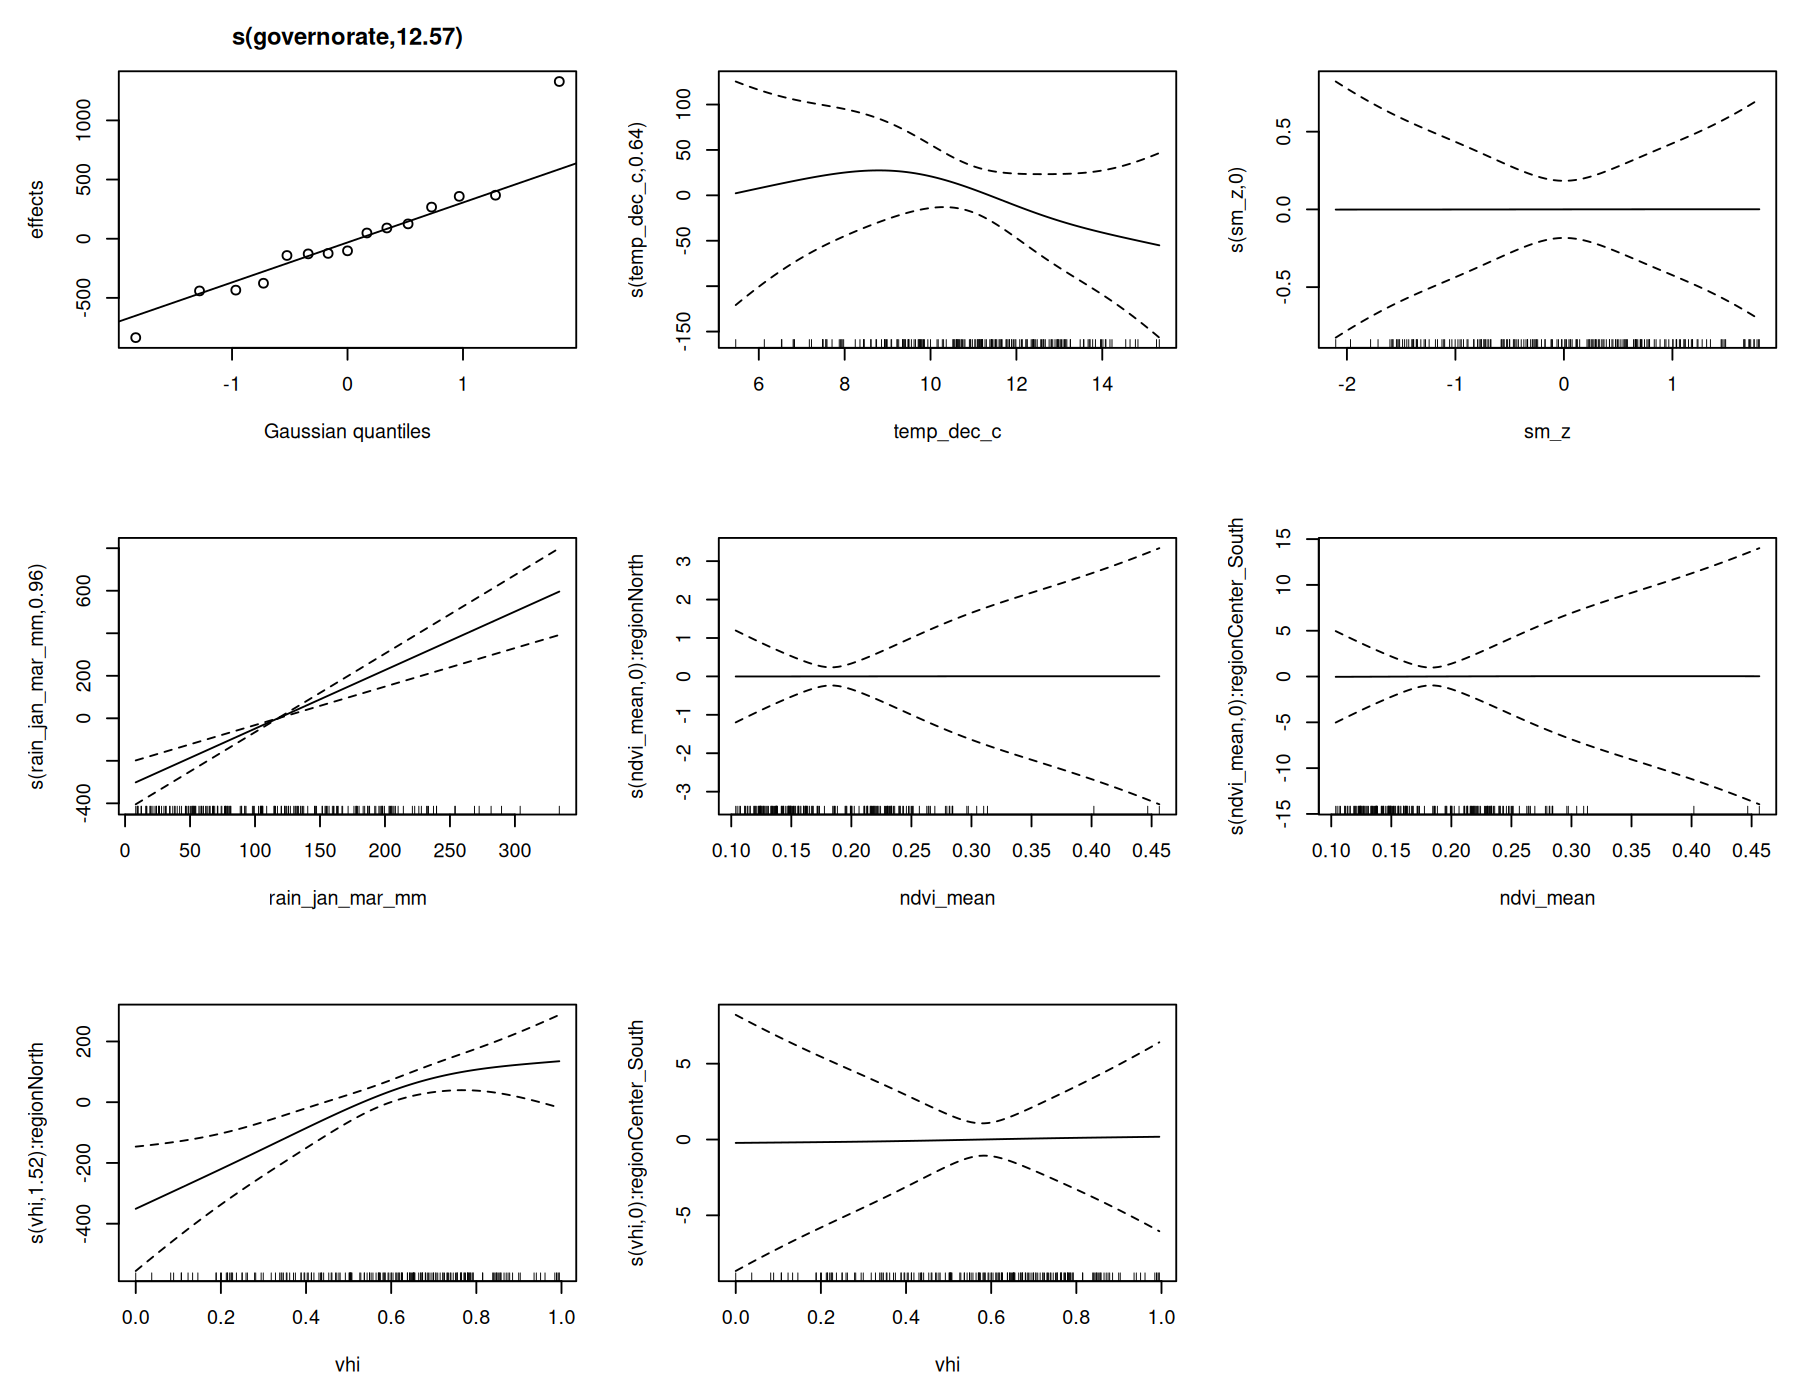 s(governorate,12.57)
effects
-500 0 500 1000
-1 0 1
Gaussian quantiles
s(temp_dec_c,0.64)
-150 -50 0 50 100
6 8 10 12 14
temp_dec_c
s(sm_z,0)
-0.5 0.0 0.5
-2 -1 0 1
sm_z
s(rain_jan_mar_mm,0.96)
-400 0 200 600
0 50 100 150 200 250 300
rain_jan_mar_mm
s(ndvi_mean,0):regionNorth
-3 -2 -1 0 1 2 3
0.10 0.15 0.20 0.25 0.30 0.35 0.40 0.45
ndvi_mean
s(ndvi_mean,0):regionCenter_South
-15 -10 -5 0 5 10 15
0.10 0.15 0.20 0.25 0.30 0.35 0.40 0.45
ndvi_mean
s(vhi,1.52):regionNorth
-400 -200 0 200
0.0 0.2 0.4 0.6 0.8 1.0
vhi
s(vhi,0):regionCenter_South
-5 0 5
0.0 0.2 0.4 0.6 0.8 1.0
vhi